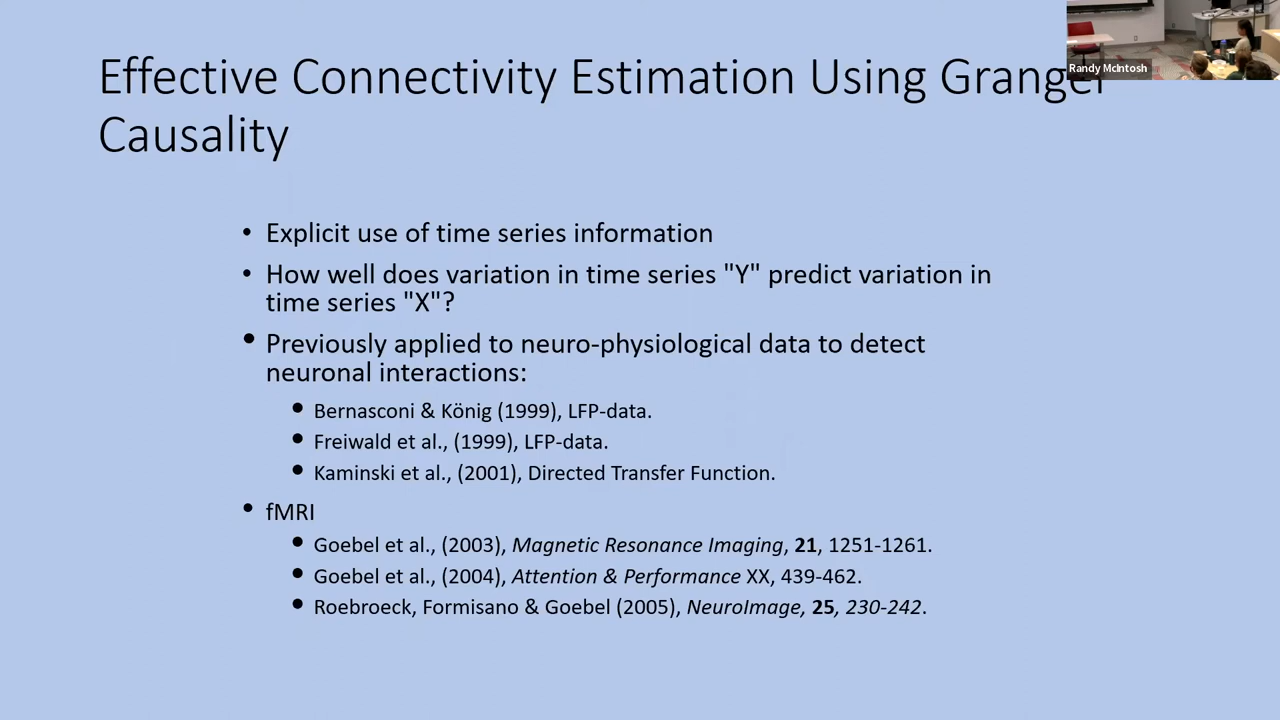 Randy McIntosh
Effective Connectivity Estimation Using Granger
Causality
• Explicit use of time series information
• How well does variation in time series "Y" predict variation in
time series "X"?
• Previously applied to neuro-physiological data to detect
neuronal interactions:
• Bernasconi & König (1999), LFP-data.
• Freiwald et al., (1999), LFP-data.
• Kaminski et al., (2001), Directed Transfer Function.
• fMRI
• Goebel et al., (2003), Magnetic Resonance Imaging, 21, 1251-1261.
• Goebel et al., (2004), Attention & Performance XX, 439-462.
• Roebroeck, Formisano & Goebel (2005), NeuroImage, 25, 230-242.